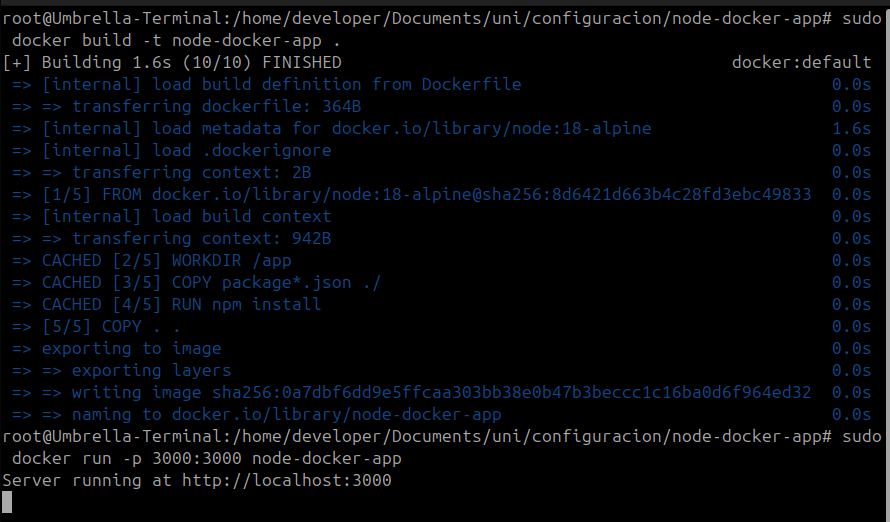 root@Umbrella-Terminal:/home/developer/Documents/uni/configuracion/node-docker-app# sudo
docker build -t node-docker-app .
[+] Building 1.6s (10/10) FINISHED docker:default
=> [internal] load build definition from Dockerfile 0.0s
=> => transferring dockerfile: 364B 0.0s
=> [internal] load metadata for docker.io/library/node:18-alpine 1.6s
=> [internal] load .dockerignore 0.0s
=> => transferring context: 2B 0.0s
=> [1/5] FROM docker.io/library/node:18-alpine@sha256:8d6421d663b4c28fd3ebc49833 0.0s
=> [internal] load build context 0.0s
=> => transferring context: 942B 0.0s
=> CACHED [2/5] WORKDIR /app 0.0s
=> CACHED [3/5] COPY package*.json ./ 0.0s
=> CACHED [4/5] RUN npm install 0.0s
=> [5/5] COPY . . 0.0s
=> exporting to image 0.0s
=> => exporting layers 0.0s
=> => writing image sha256:0a7dbf6dd9e5ffcaa303bb38e0b47b3beccc1c16ba0d6f964ed32 0.0s
=> => naming to docker.io/library/node-docker-app 0.0s
root@Umbrella-Terminal:/home/developer/Documents/uni/configuracion/node-docker-app# sudo
docker run -p 3000:3000 node-docker-app
Server running at http://localhost:3000